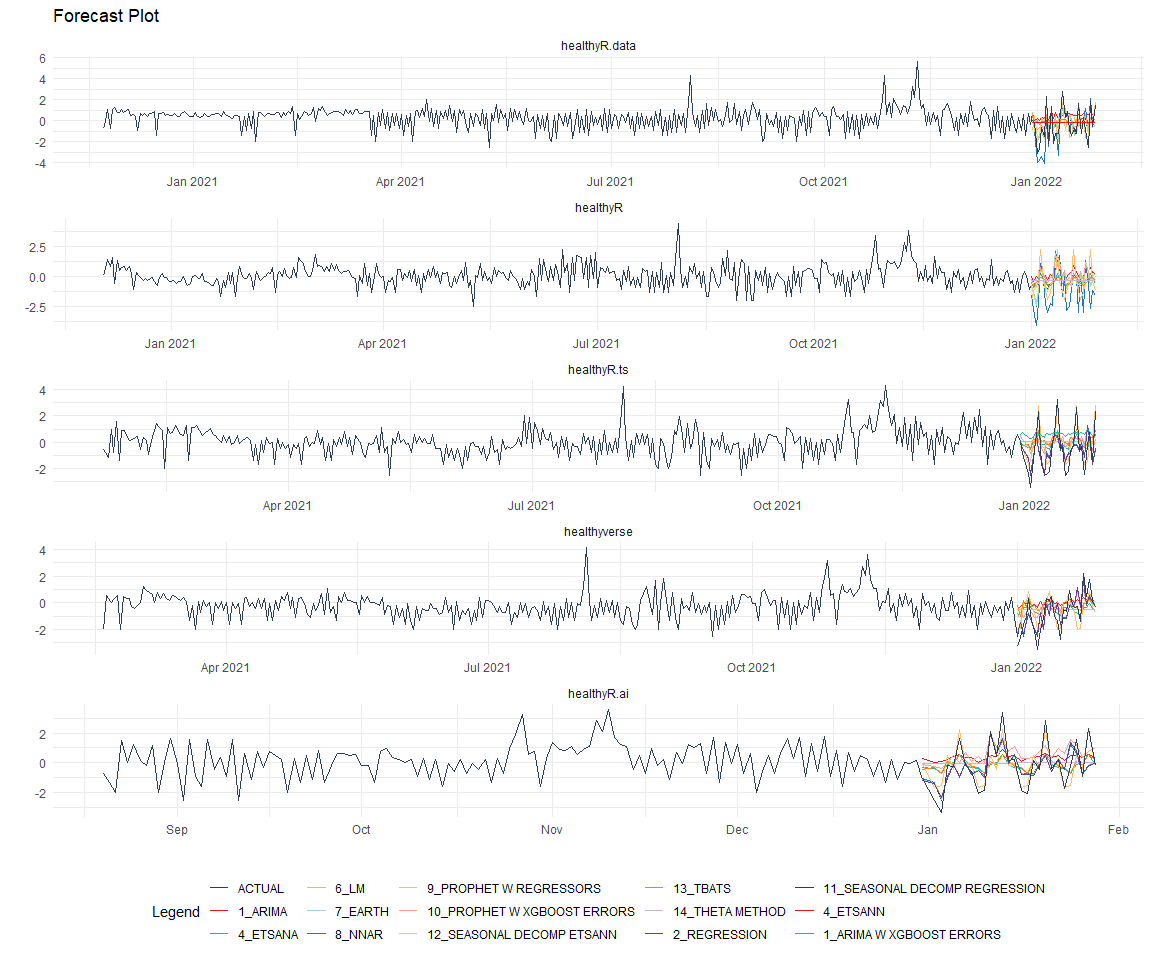 Forecast Plot
healthyR.data
6
4
2
0
-2
-4
Jan 2021 Apr 2021 Jul 2021 Oct 2021 Jan 2022
healthyR
2.5
0.0
-2.5
Jan 2021 Apr 2021 Jul 2021 Oct 2021 Jan 2022
healthyR.ts
4
2
0
-2
Apr 2021 Jul 2021 Oct 2021 Jan 2022
healthyverse
4
2
0
-2
Apr 2021 Jul 2021 Oct 2021 Jan 2022
healthyR.ai
2
0
-2
Sep Oct Nov Dec Jan Feb
ACTUAL 6_LM 9_PROPHET W REGRESSORS 13_TBATS 11_SEASONAL DECOMP REGRESSION
Legend 1_ARIMA 7_EARTH 10_PROPHET W XGBOOST ERRORS 14_THETA METHOD 4_ETSANN
4_ETSANA 8_NNAR 12_SEASONAL DECOMP ETSANN 2_REGRESSION 1_ARIMA W XGBOOST ERRORS